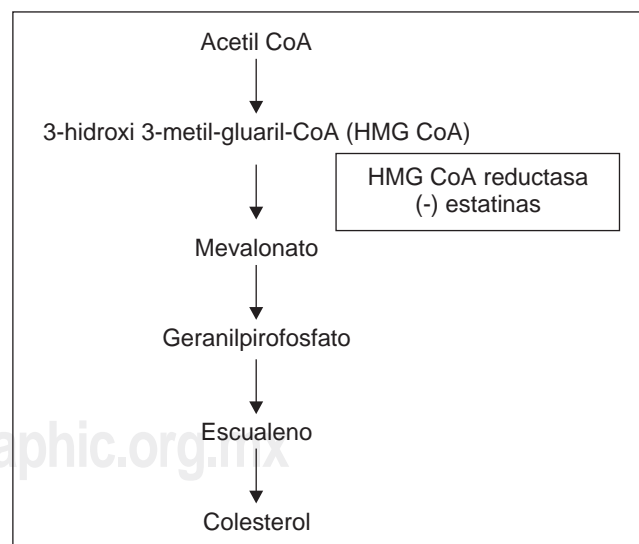 Acetil CoA
3-hidroxi 3-metil-gluaril-CoA (HMG CoA)
HMG CoA reductasa
(-) estatinas
Mevalonato
Geranilpirofosfato
Escualeno
aphic.org.mx
Colesterol